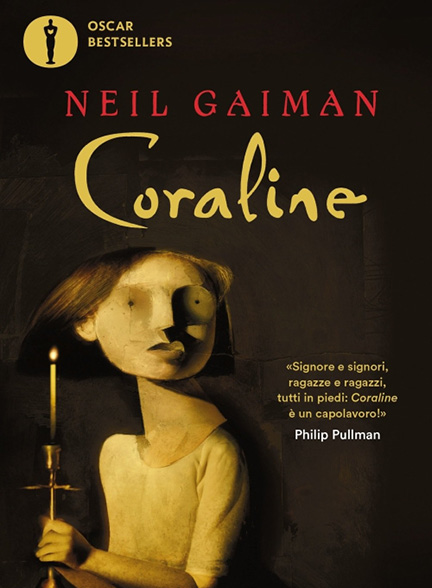 OSCAR
BESTSELLERS
NEIL GAIMAN
Coraline
«Signore e signori,
ragazze e ragazzi,
tutti in piedi: Coraline
è un capolavoro!»
Philip Pullman